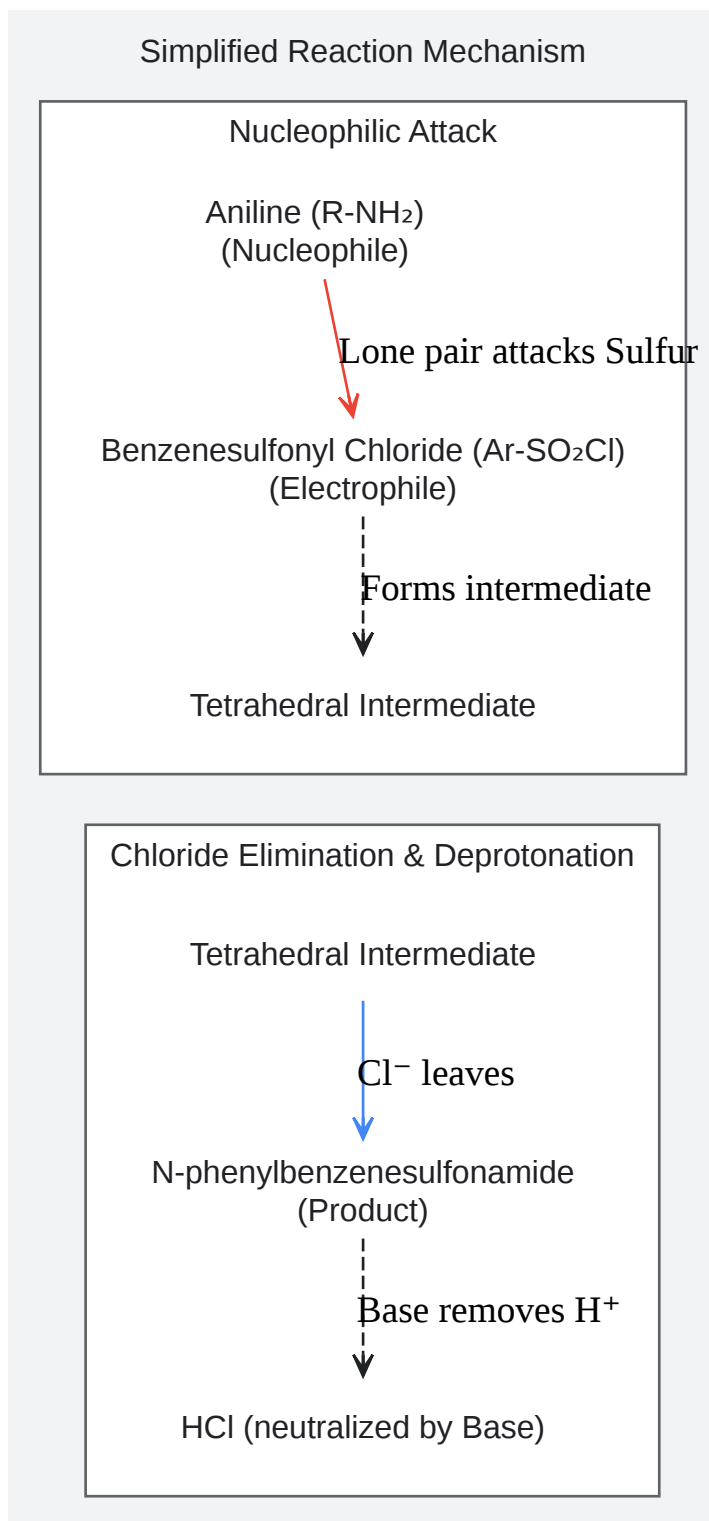 Simplified Reaction Mechanism
Nucleophilic Attack
Aniline (R-NH₂)
(Nucleophile)
Lone pair attacks Sulfur
Benzenesulfonyl Chloride (Ar-SO₂Cl)
(Electrophile)
Forms intermediate
Tetrahedral Intermediate
Chloride Elimination & Deprotonation
Tetrahedral Intermediate
Cl⁻ leaves
N-phenylbenzenesulfonamide
(Product)
Base removes H⁺
HCl (neutralized by Base)